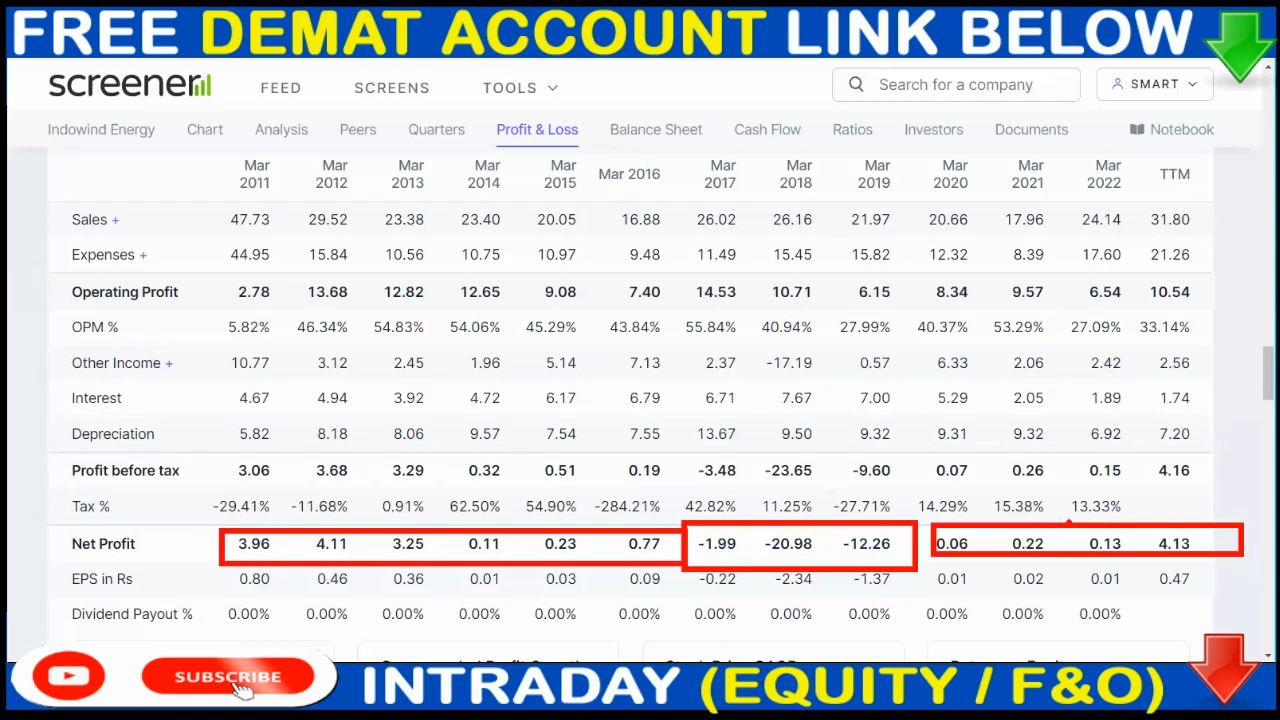 FREE DEMAT ACCOUNT LINK BELOW
screener FEED SCREENS TOOLS Search for a company SMART
Indowind Energy Chart Analysis Peers Quarters Profit & Loss Balance Sheet Cash Flow Ratios Investors Documents Notebook
Mar 2011 Mar 2012 Mar 2013 Mar 2014 Mar 2015 Mar 2016 Mar 2017 Mar 2018 Mar 2019 Mar 2020 Mar 2021 Mar 2022 TTM
Sales + 47.73 29.52 23.38 23.40 20.05 16.88 26.02 26.16 21.97 20.66 17.96 24.14 31.80
Expenses + 44.95 15.84 10.56 10.75 10.97 9.48 11.49 15.45 15.82 12.32 8.39 17.60 21.26
Operating Profit 2.78 13.68 12.82 12.65 9.08 7.40 14.53 10.71 6.15 8.34 9.57 6.54 10.54
OPM % 5.82% 46.34% 54.83% 54.06% 45.29% 43.84% 55.84% 40.94% 27.99% 40.37% 53.29% 27.09% 33.14%
Other Income + 10.77 3.12 2.45 1.96 5.14 7.13 2.37 -17.19 0.57 6.33 2.06 2.42 2.56
Interest 4.67 4.94 3.92 4.72 6.17 6.79 6.71 7.67 7.00 5.29 2.05 1.89 1.74
Depreciation 5.82 8.18 8.06 9.57 7.54 7.55 13.67 9.50 9.32 9.31 9.32 6.92 7.20
Profit before tax 3.06 3.68 3.29 0.32 0.51 0.19 -3.48 -23.65 -9.60 0.07 0.26 0.15 4.16
Tax % -29.41% -11.68% 0.91% 62.50% 54.90% -284.21% 42.82% 11.25% -27.71% 14.29% 15.38% 13.33%
Net Profit 3.96 4.11 3.25 0.11 0.23 0.77 -1.99 -20.98 -12.26 0.06 0.22 0.13 4.13
EPS in Rs 0.80 0.46 0.36 0.01 0.03 0.09 -0.22 -2.34 -1.37 0.01 0.02 0.01 0.47
Dividend Payout % 0.00% 0.00% 0.00% 0.00% 0.00% 0.00% 0.00% 0.00% 0.00% 0.00% 0.00% 0.00%
SUBSCRIBE
INTRADAY (EQUITY / F&O)